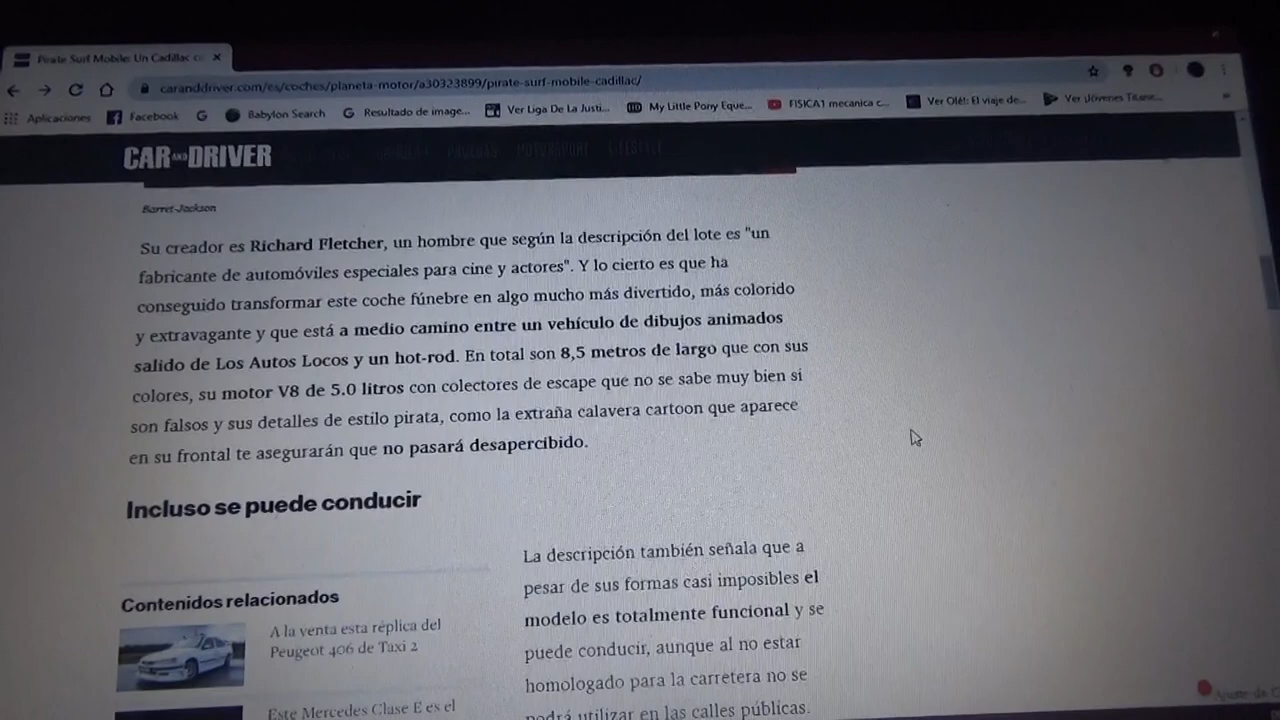 Pirate Surf Mobile: Un Cadillac c
caranddriver.com/es/coches/planeta-motor/a30323899/pirate-surf-mobile-cadillac/
Aplicaciones Facebook G Babylon Search Resultado de image... Ver Liga De La Justi... My Little Pony Eque... FISICA1 mecanica c... Ver Olé!: El viaje de... Ver ¡Jóvenes Titane...
CAR AND DRIVER MOTORSPORT
Barret-Jackson
Su creador es Richard Fletcher, un hombre que según la descripción del lote es "un
fabricante de automóviles especiales para cine y actores". Y lo cierto es que ha
conseguido transformar este coche fúnebre en algo mucho más divertido, más colorido
y extravagante y que está a medio camino entre un vehículo de dibujos animados
salido de Los Autos Locos y un hot-rod. En total son 8,5 metros de largo que con sus
colores, su motor V8 de 5.0 litros con colectores de escape que no se sabe muy bien si
son falsos y sus detalles de estilo pirata, como la extraña calavera cartoon que aparece
en su frontal te asegurarán que no pasará desapercibido.
Incluso se puede conducir
La descripción también señala que a
pesar de sus formas casi imposibles el
modelo es totalmente funcional y se
puede conducir, aunque al no estar
homologado para la carretera no se
podrá utilizar en las calles públicas.
Contenidos relacionados
A la venta esta réplica del
Peugeot 406 de Taxi 2
Este Mercedes Clase E es el
Ajuste de